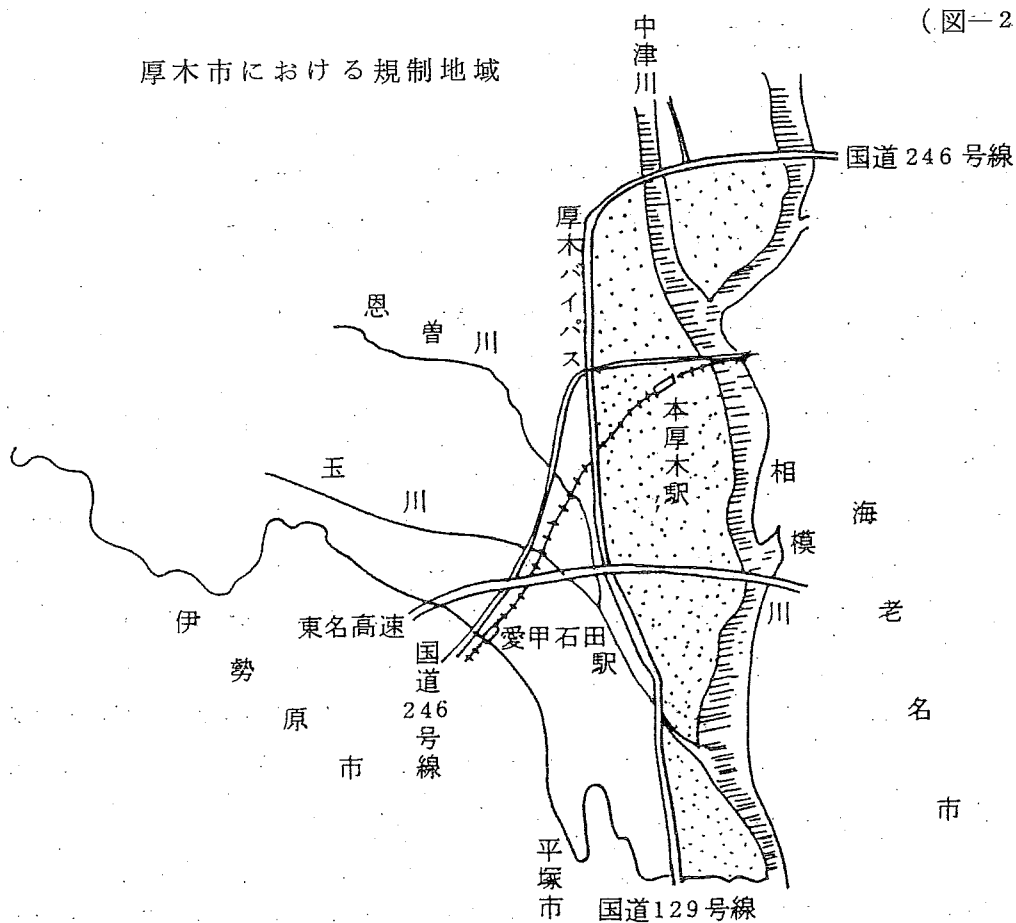 (図―2
厚木市における規制地域
中津川
国道246号線
厚木バイパス
恩曽川
本厚木駅
玉川
相模川
海老名市
伊勢原市
東名高速
愛甲石田駅
国道246号線
平塚市
国道129号線